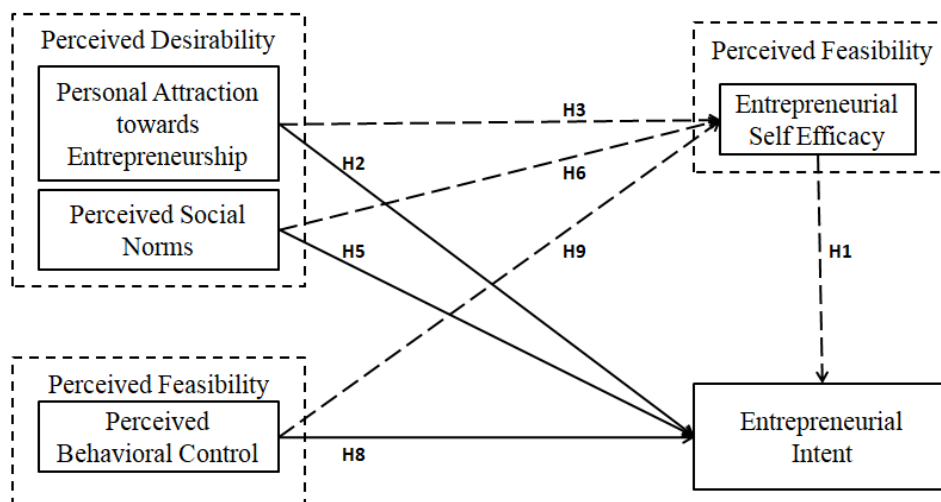 Perceived Desirability
Personal Attraction
towards
Entrepreneurship
Perceived Social
Norms
Perceived Feasibility
Entrepreneurial
Self Efficacy
H3
H2
H6
H5
H9
H1
Perceived Feasibility
Perceived
Behavioral Control
H8
Entrepreneurial
Intent